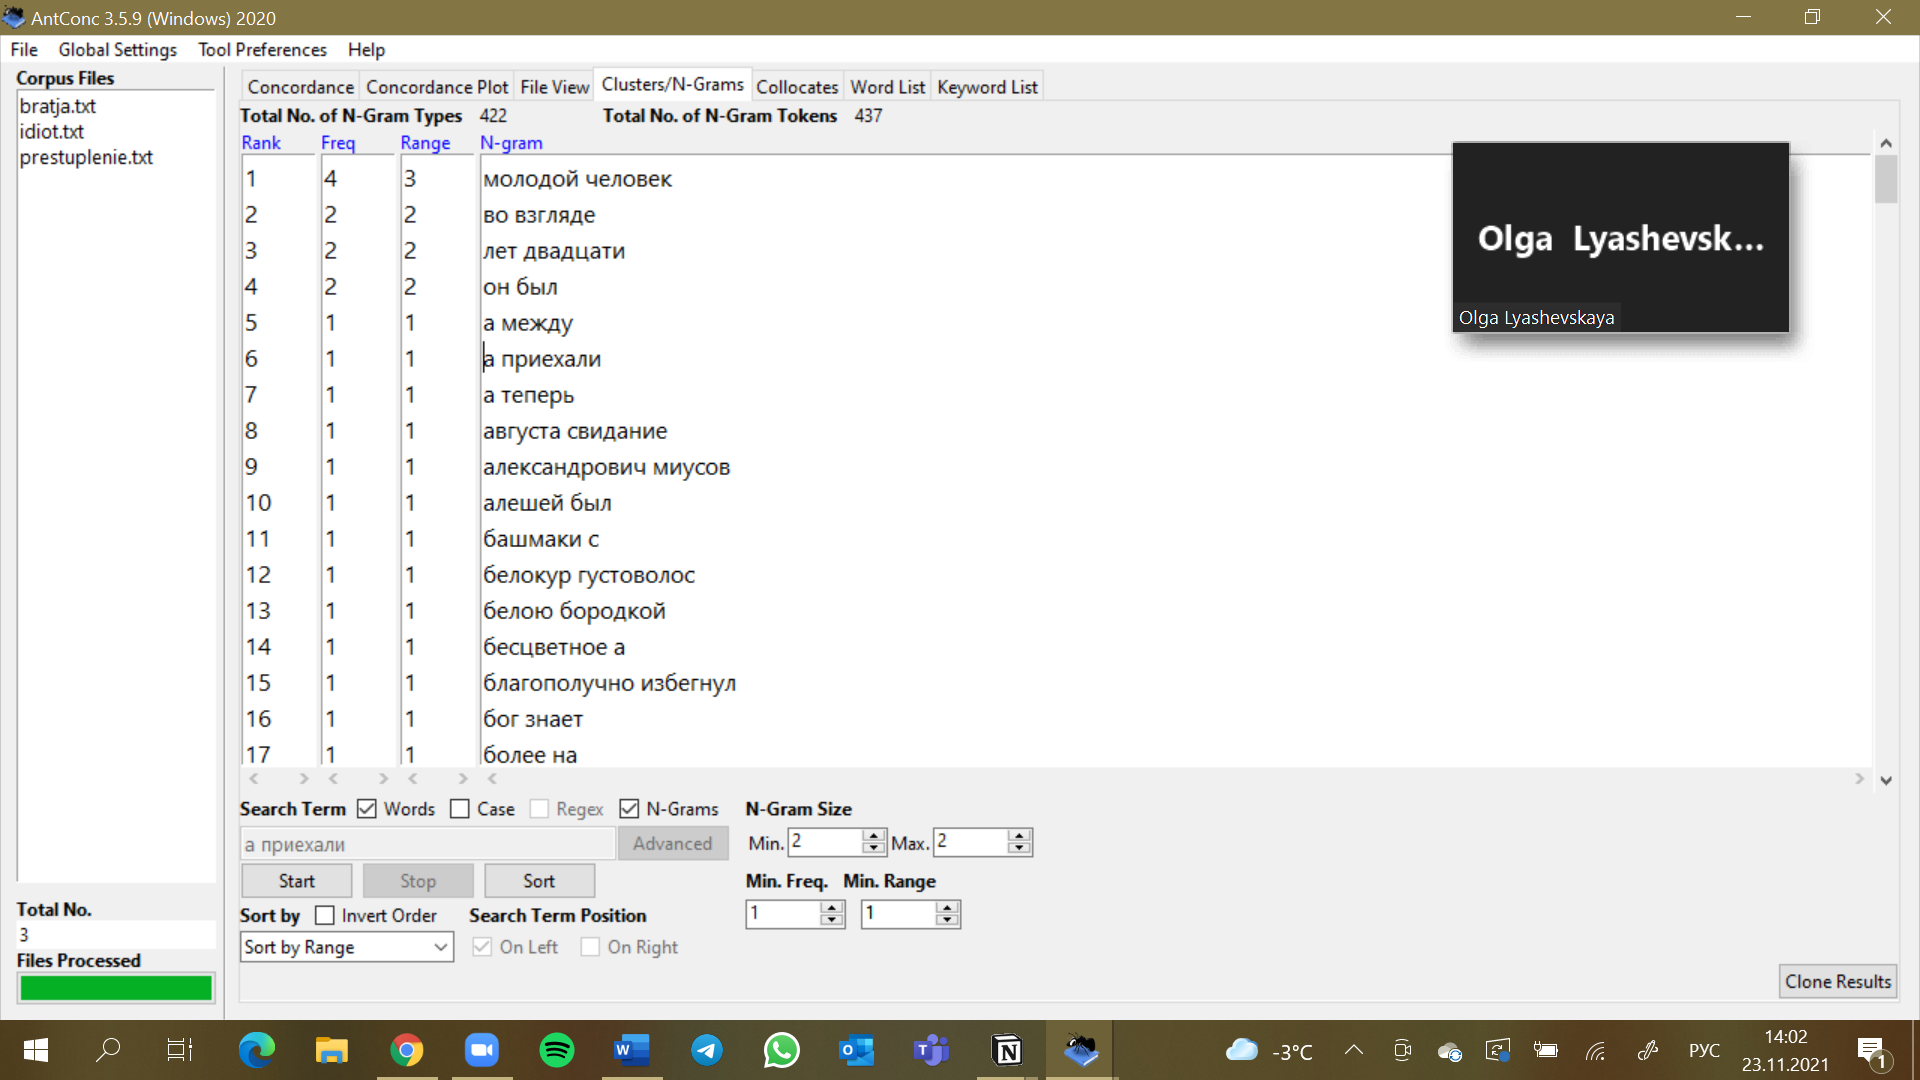 AntConc 3.5.9 (Windows) 2020
File Global Settings Tool Preferences Help
Corpus Files
bratja.txt
idiot.txt
prestuplenie.txt
Concordance Concordance Plot File View Clusters/N-Grams Collocates Word List Keyword List
Total No. of N-Gram Types 422 Total No. of N-Gram Tokens 437
Rank Freq Range N-gram
1 4 3 молодой человек
2 2 2 во взгляде
3 2 2 лет двадцати
4 2 2 он был
5 1 1 а между
6 1 1 а приехали
7 1 1 а теперь
8 1 1 августа свидание
9 1 1 александрович миусов
10 1 1 алешей был
11 1 1 башмаки с
12 1 1 белокур густоволос
13 1 1 белою бородкой
14 1 1 бесцветное а
15 1 1 благополучно избегнул
16 1 1 бог знает
17 1 1 более на
Olga Lyashevsk...
Olga Lyashevskaya
Search Term Words Case Regex N-Grams N-Gram Size
а приехали Advanced Min. 2 Max. 2
Start Stop Sort Min. Freq. Min. Range
Sort by Invert Order Search Term Position 1 1
Sort by Range On Left On Right
Total No.
3
Files Processed
Clone Results
-3°C РУС 14:02
23.11.2021
1